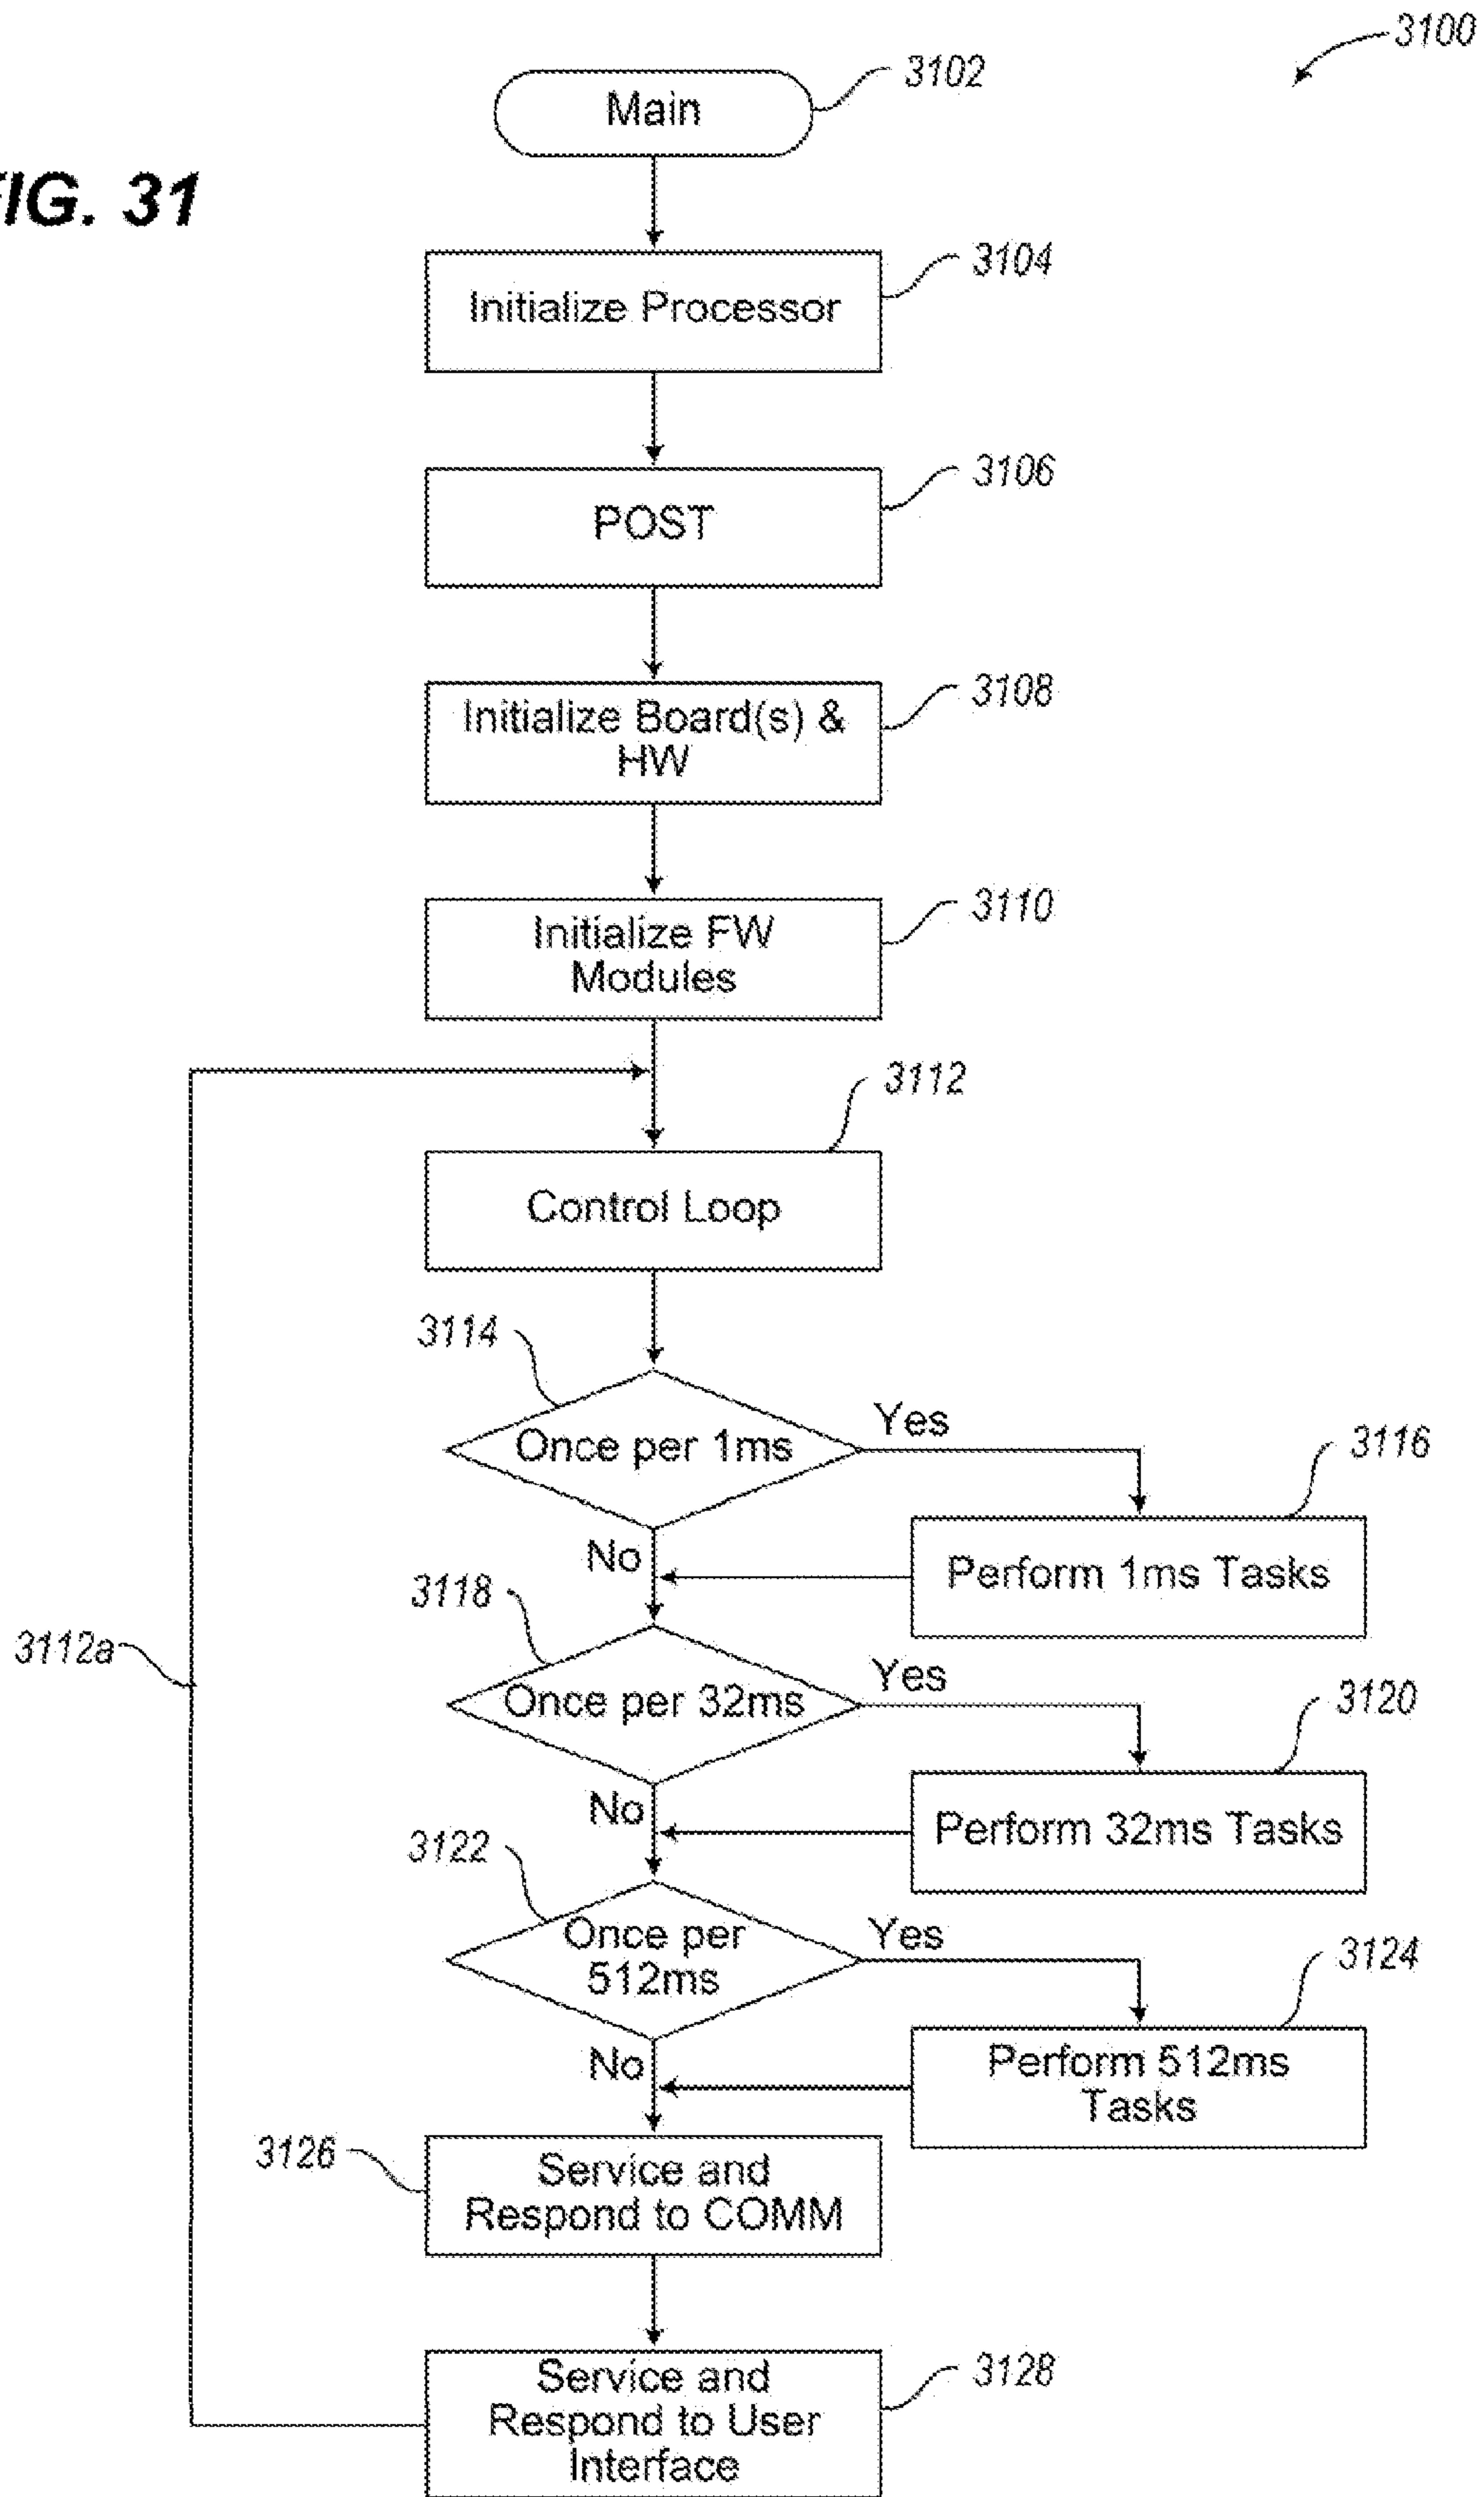 3100
3102
Main
FIG. 31
3104
Initialize Processor
3106
POST
3108
Initialize Board(s) &
HW
3110
Initialize FW
Modules
3112
Control Loop
3114
Once per 1ms
Yes
3116
No
Perform 1ms Tasks
3118
3112a
Once per 32ms
Yes
3120
No
Perform 32ms Tasks
3122
Once per
512ms
Yes
3124
No
Perform 512ms
Tasks
3126
Service and
Respond to COMM
3128
Service and
Respond to User
Interface